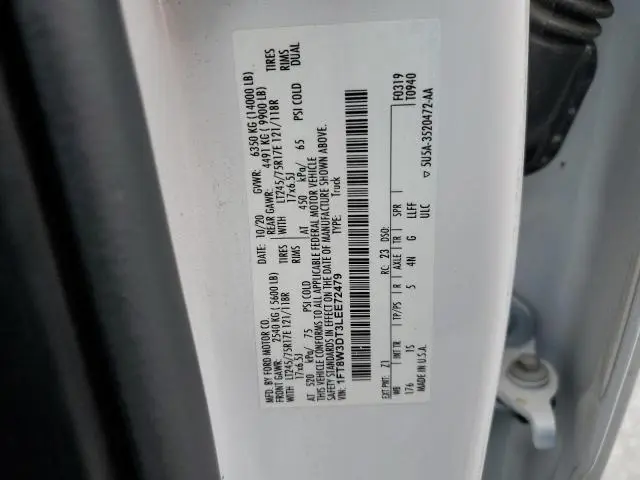 MFD. BY FORD MOTOR CO. DATE: 10/20 GVWR: 6350 KG (14000 LB)
FRONT GAWR: 2540 KG (5600 LB) REAR GAWR: 4491 KG (9900 LB)
WITH LT245/75R17E 121/118R TIRES WITH LT245/75R17E 121/118R TIRES
17x6.5J RIMS 17x6.5J RIMS
AT 520 kPa/ 75 PSI COLD AT 450 kPa/ 65 PSI COLD DUAL
THIS VEHICLE CONFORMS TO ALL APPLICABLE FEDERAL MOTOR VEHICLE
SAFETY STANDARDS IN EFFECT ON THE DATE OF MANUFACTURE SHOWN ABOVE.
VIN: 1FT8W3DT3LEE72479 TYPE: Truck
F0319
T0940
EXT PNT: Z1 RC: 23 DSO:
WB INT TR TP/PS R AXLE TR SPR
176 15 5 4N G LLFF
ULC
MADE IN U.S.A.
▽ SU5A-3520472-AA